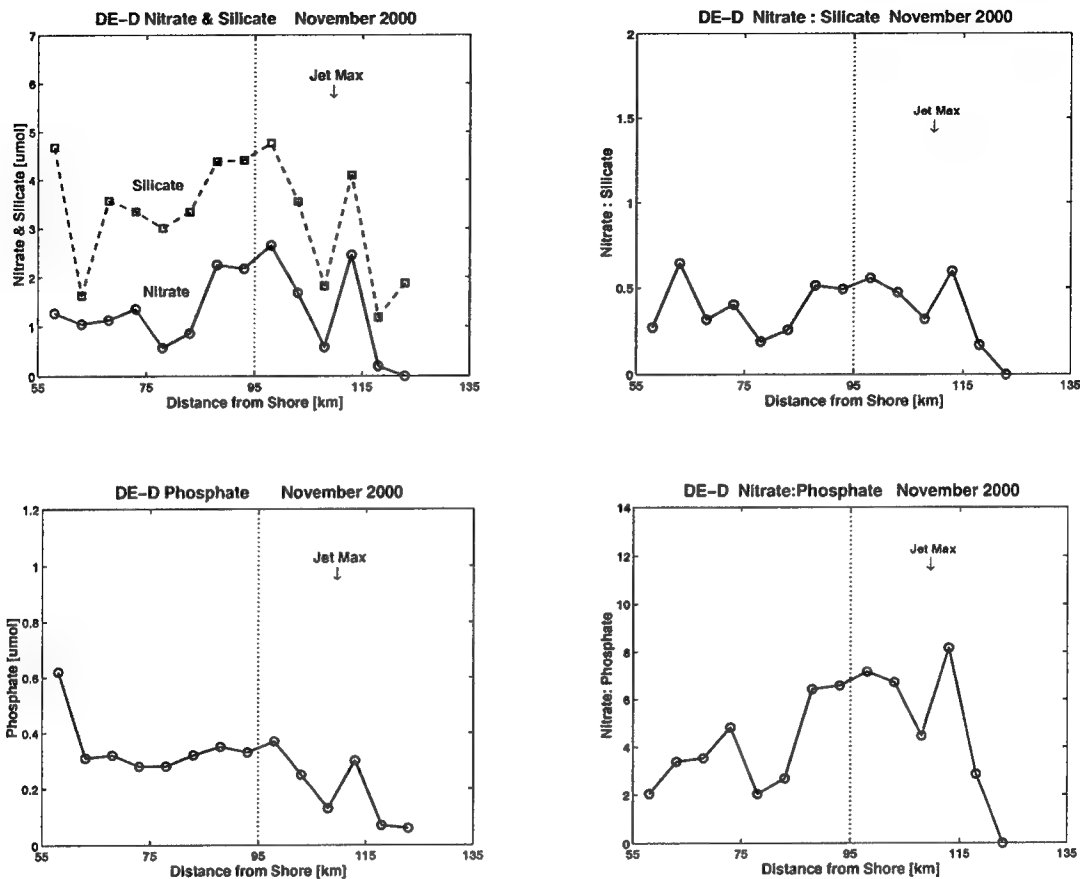 DE-D Nitrate & Silicate November 2000
7
6
5
4
3
2
1
0
Nitrate & Silicate [umol]
Jet Max
↓
Silicate
Nitrate
55 75 95 115 135
Distance from Shore [km]
DE-D Nitrate : Silicate November 2000
2
1.5
1
0.5
0
Nitrate : Silicate
Jet Max
↓
55 75 95 115 135
Distance from Shore [km]
DE-D Phosphate November 2000
1.2
1
0.8
0.6
0.4
0.2
0
Phosphate [umol]
Jet Max
↓
55 75 95 115 135
Distance from Shore [km]
DE-D Nitrate:Phosphate November 2000
14
12
10
8
6
4
2
0
Nitrate: Phosphate
Jet Max
↓
55 75 95 115 135
Distance from Shore [km]